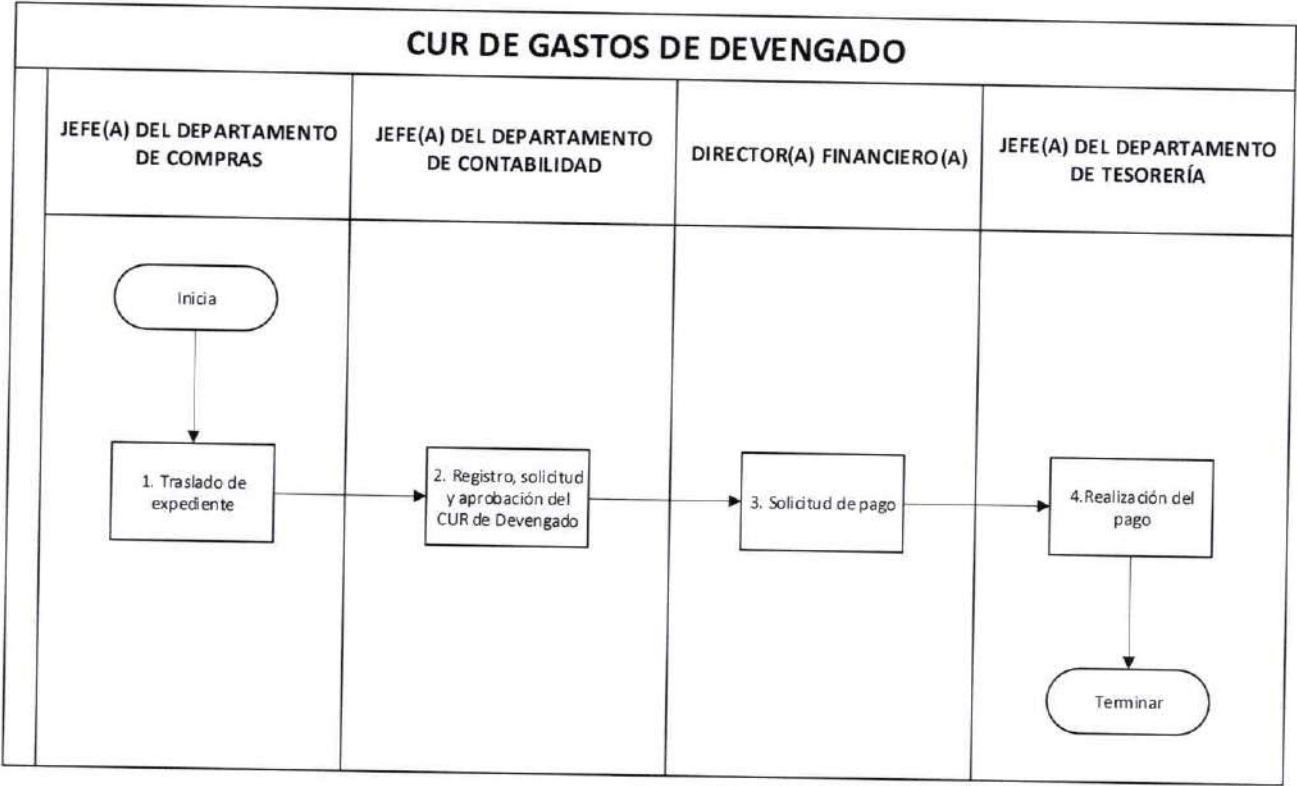 CUR DE GASTOS DE DEVENGADO
JEFE(A) DEL DEPARTAMENTO
DE COMPRAS
JEFE(A) DEL DEPARTAMENTO
DE CONTABILIDAD
DIRECTOR(A) FINANCIERO(A)
JEFE(A) DEL DEPARTAMENTO
DE TESORERÍA
Inicia
1. Traslado de
expediente
2. Registro, solicitud
y aprobación del
CUR de Devengado
3. Solicitud de pago
4.Realización del
pago
Terminar